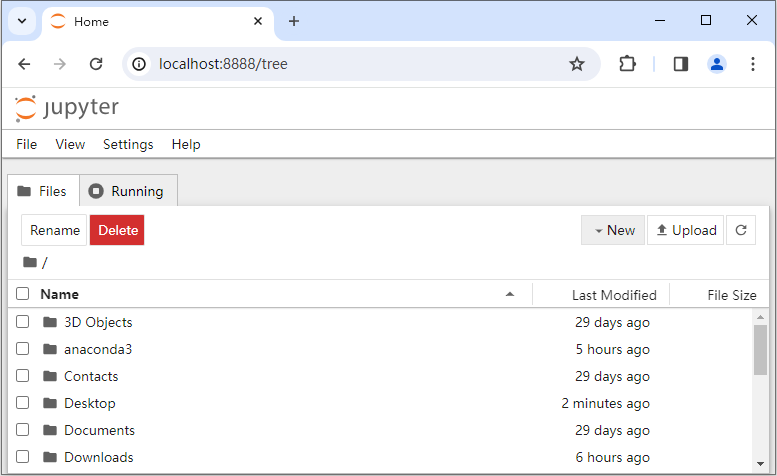 Home
localhost:8888/tree
jupyter
File View Settings Help
Files Running
Rename Delete New Upload
/
Name Last Modified File Size
3D Objects 29 days ago
anaconda3 5 hours ago
Contacts 29 days ago
Desktop 2 minutes ago
Documents 29 days ago
Downloads 6 hours ago